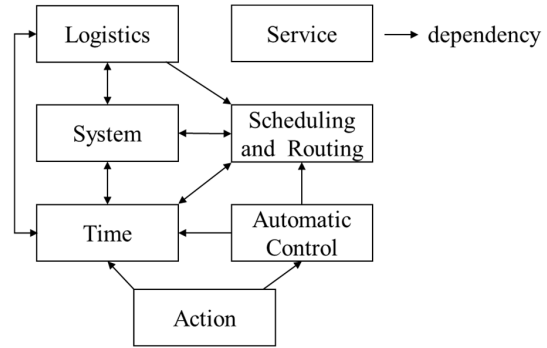 Logistics
Service
dependency
System
Scheduling
and Routing
Time
Automatic
Control
Action